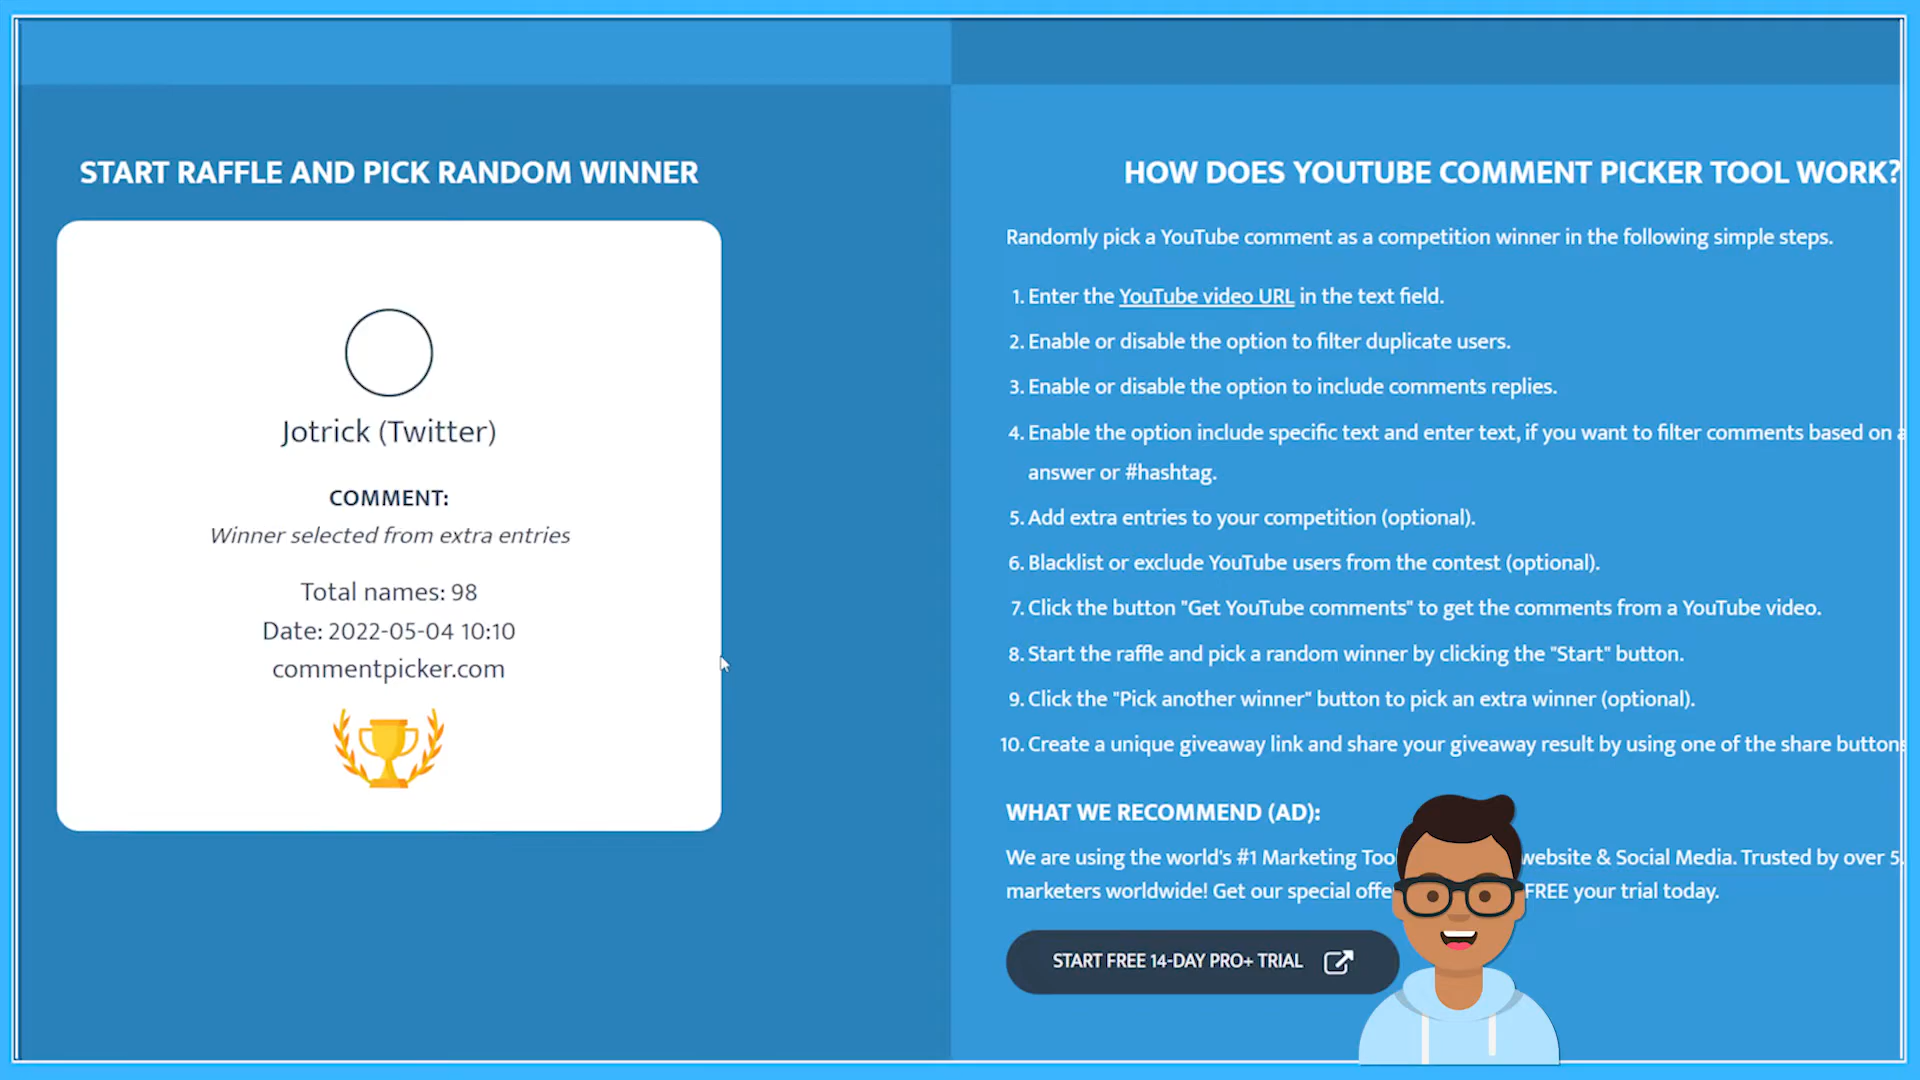 START RAFFLE AND PICK RANDOM WINNER
Jotrick (Twitter)
COMMENT:
Winner selected from extra entries
Total names: 98
Date: 2022-05-04 10:10
commentpicker.com
HOW DOES YOUTUBE COMMENT PICKER TOOL WORK?
Randomly pick a YouTube comment as a competition winner in the following simple steps.
1. Enter the YouTube video URL in the text field.
2. Enable or disable the option to filter duplicate users.
3. Enable or disable the option to include comments replies.
4. Enable the option include specific text and enter text, if you want to filter comments based on a
answer or #hashtag.
5. Add extra entries to your competition (optional).
6. Blacklist or exclude YouTube users from the contest (optional).
7. Click the button "Get YouTube comments" to get the comments from a YouTube video.
8. Start the raffle and pick a random winner by clicking the "Start" button.
9. Click the "Pick another winner" button to pick an extra winner (optional).
10. Create a unique giveaway link and share your giveaway result by using one of the share buttons
WHAT WE RECOMMEND (AD):
We are using the world's #1 Marketing website & Social Media. Trusted by over 5
marketers worldwide! Get our special FREE your trial today.
START FREE 14-DAY PRO+ TRIAL